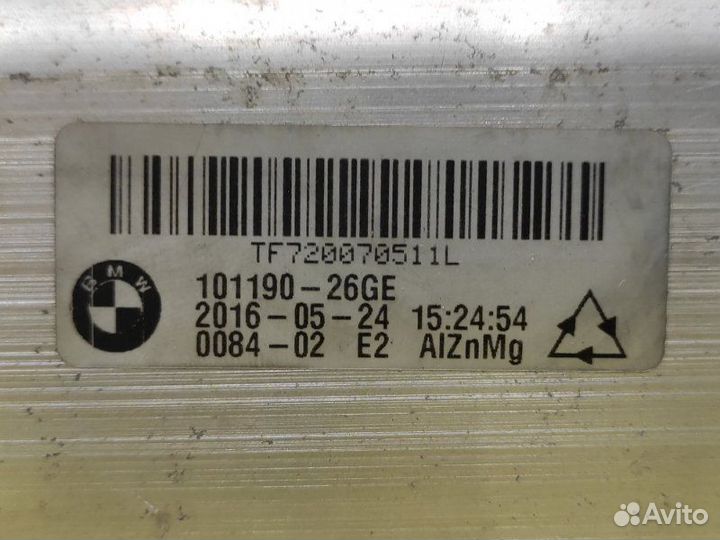 TF720070511L
BMW
101190-26GE
2016-05-24 15:24:54
0084-02 E2 AlZnMg
Avito